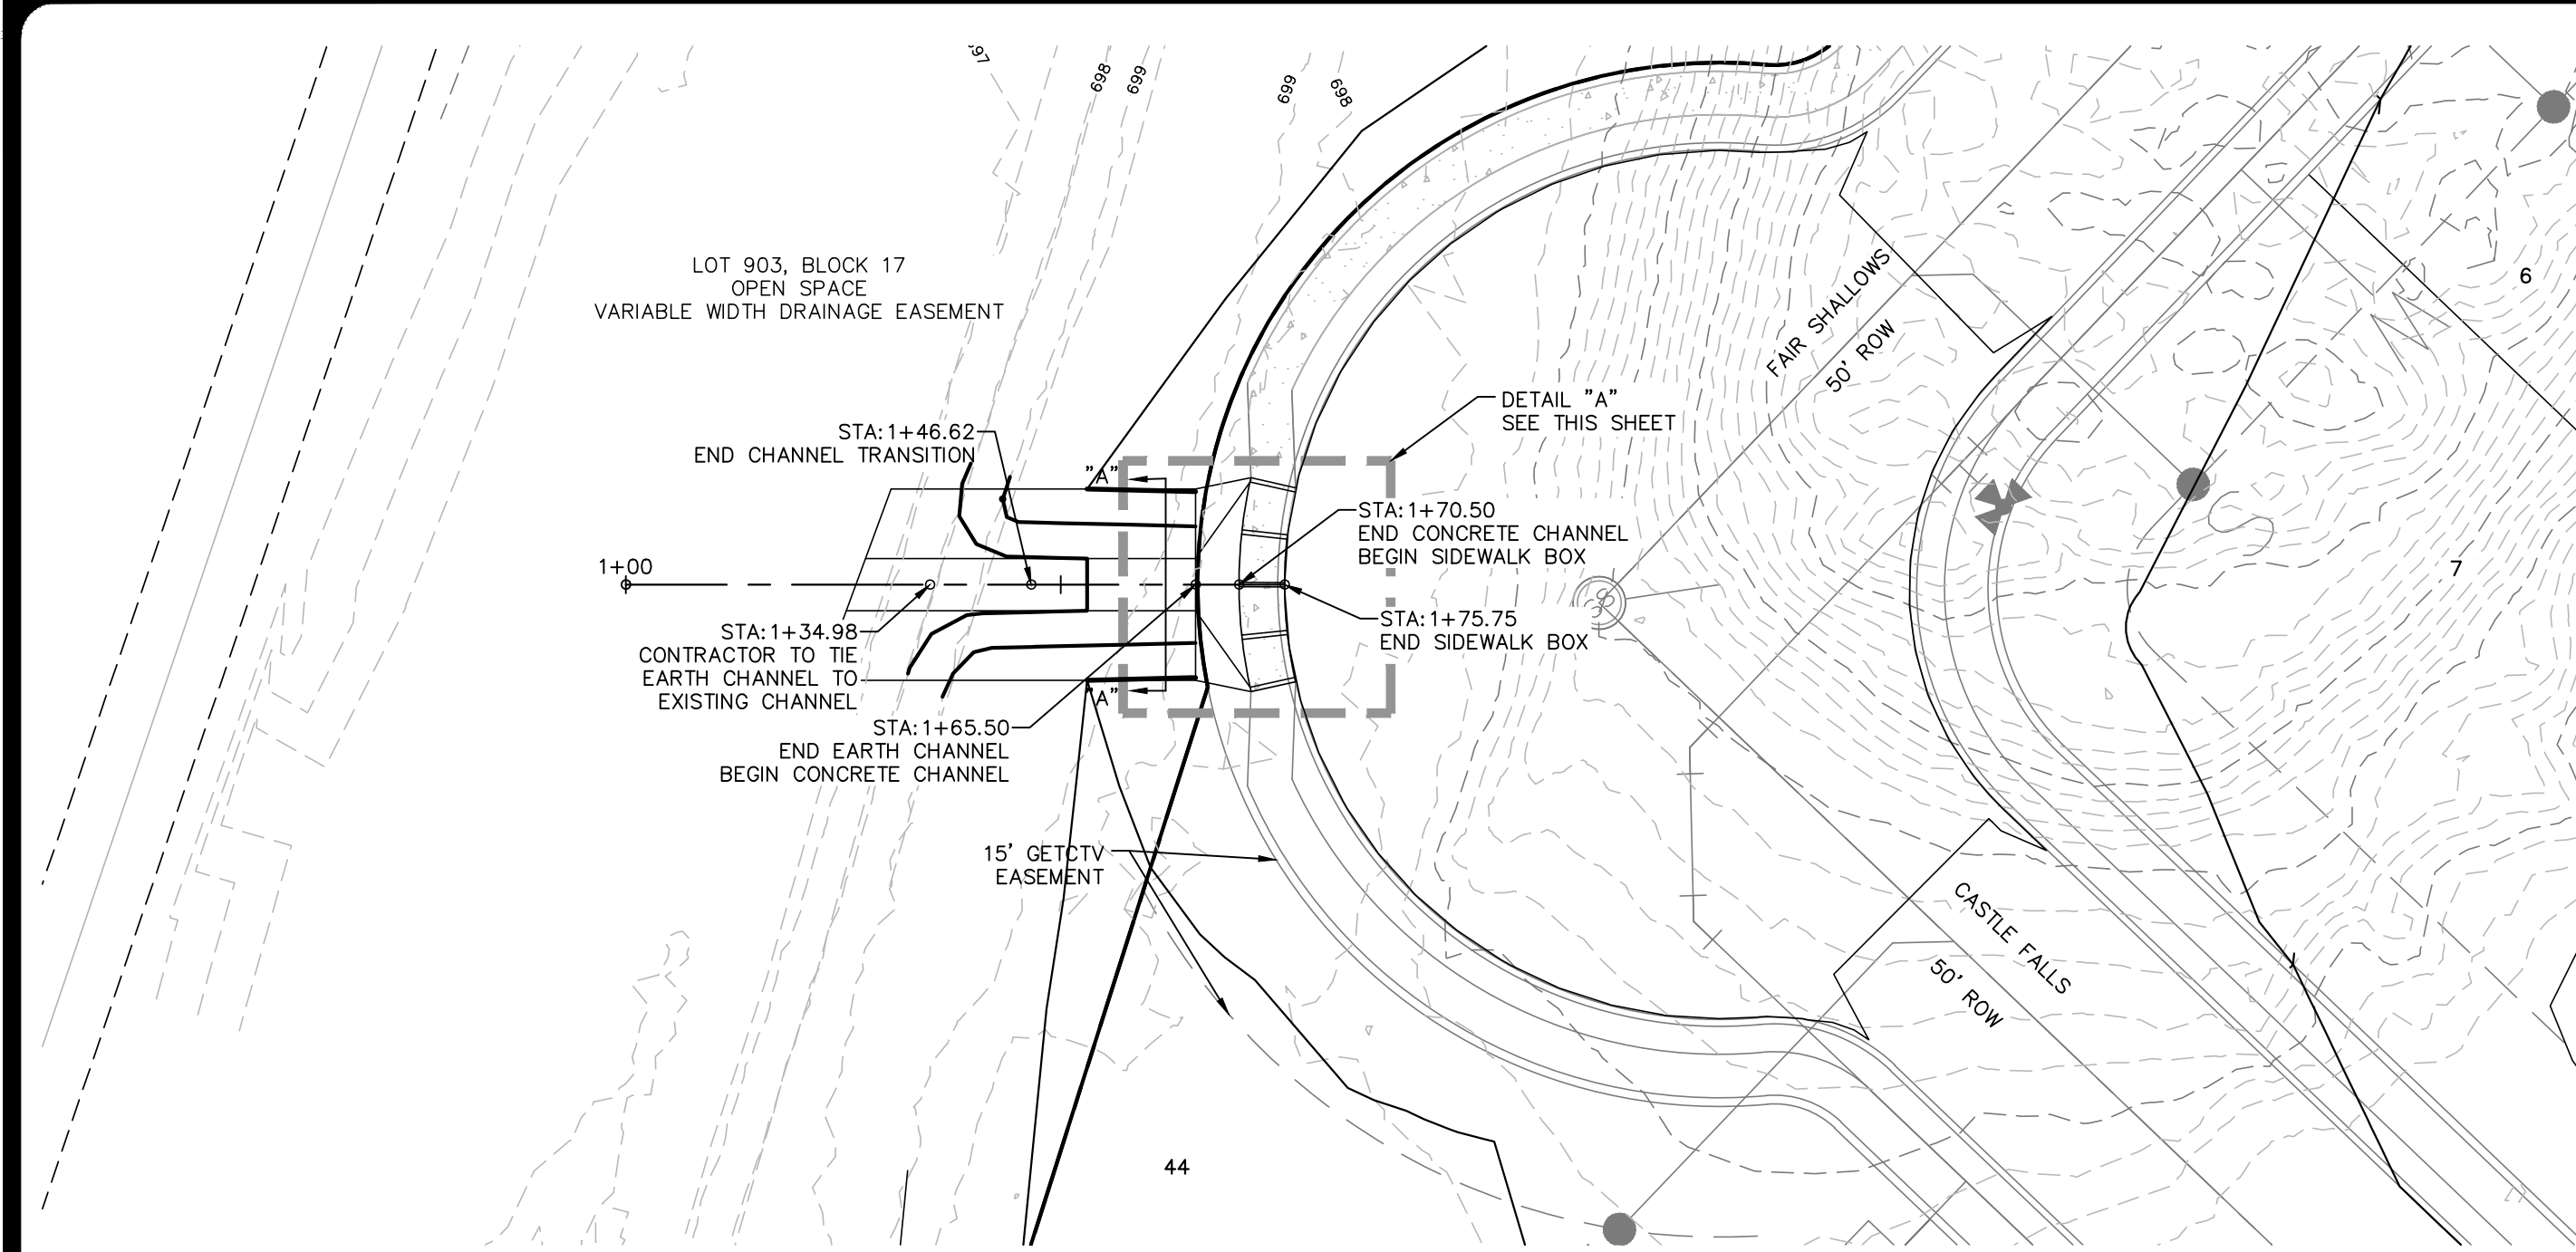 97
698
699
699
698
LOT 903, BLOCK 17
OPEN SPACE
VARIABLE WIDTH DRAINAGE EASEMENT
FAIR SHALLOWS
50' ROW
6
DETAIL "A"
SEE THIS SHEET
STA:1+46.62
END CHANNEL TRANSITION
"A"
STA:1+70.50
END CONCRETE CHANNEL
BEGIN SIDEWALK BOX
1+00
7
STA:1+75.75
END SIDEWALK BOX
STA:1+34.98
CONTRACTOR TO TIE
EARTH CHANNEL TO
EXISTING CHANNEL
"A"
STA:1+65.50
END EARTH CHANNEL
BEGIN CONCRETE CHANNEL
15' GETCTV
EASEMENT
CASTLE FALLS
50' ROW
44